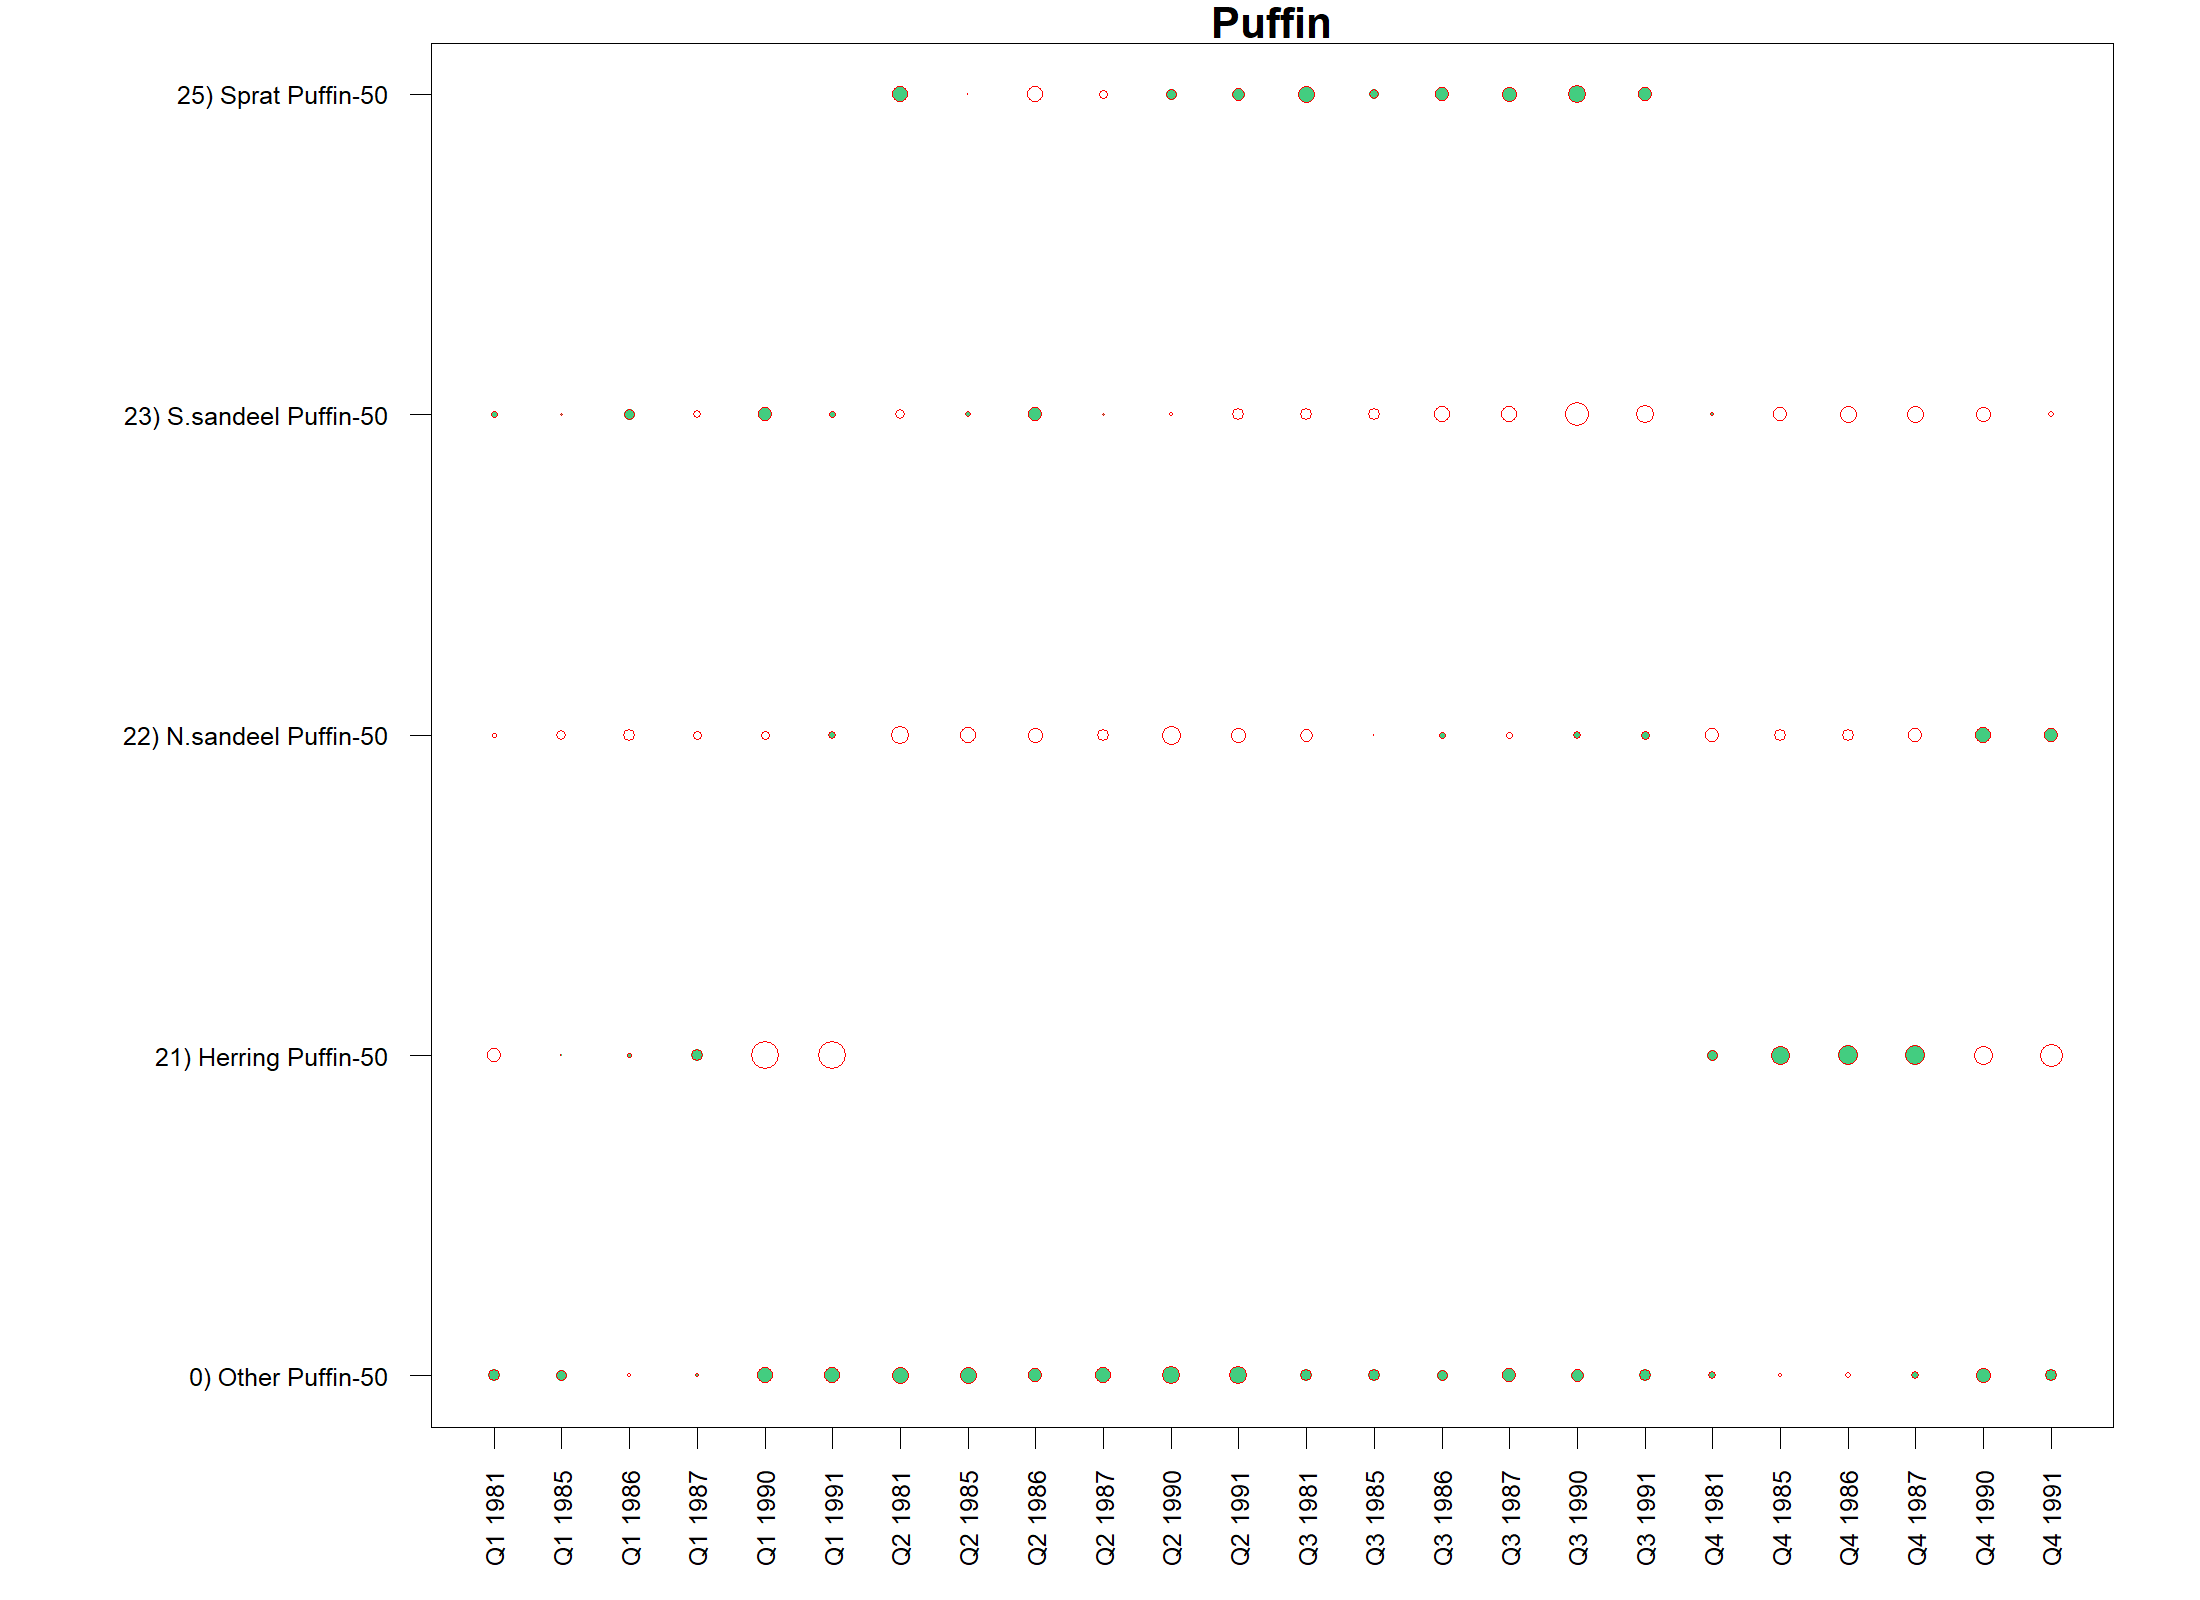 Puffin
25) Sprat Puffin-50
23) S.sandeel Puffin-50
22) N.sandeel Puffin-50
21) Herring Puffin-50
0) Other Puffin-50
Q1 1981
Q1 1985
Q1 1986
Q1 1987
Q1 1990
Q1 1991
Q2 1981
Q2 1985
Q2 1986
Q2 1987
Q2 1990
Q2 1991
Q3 1981
Q3 1985
Q3 1986
Q3 1987
Q3 1990
Q3 1991
Q4 1981
Q4 1985
Q4 1986
Q4 1987
Q4 1990
Q4 1991